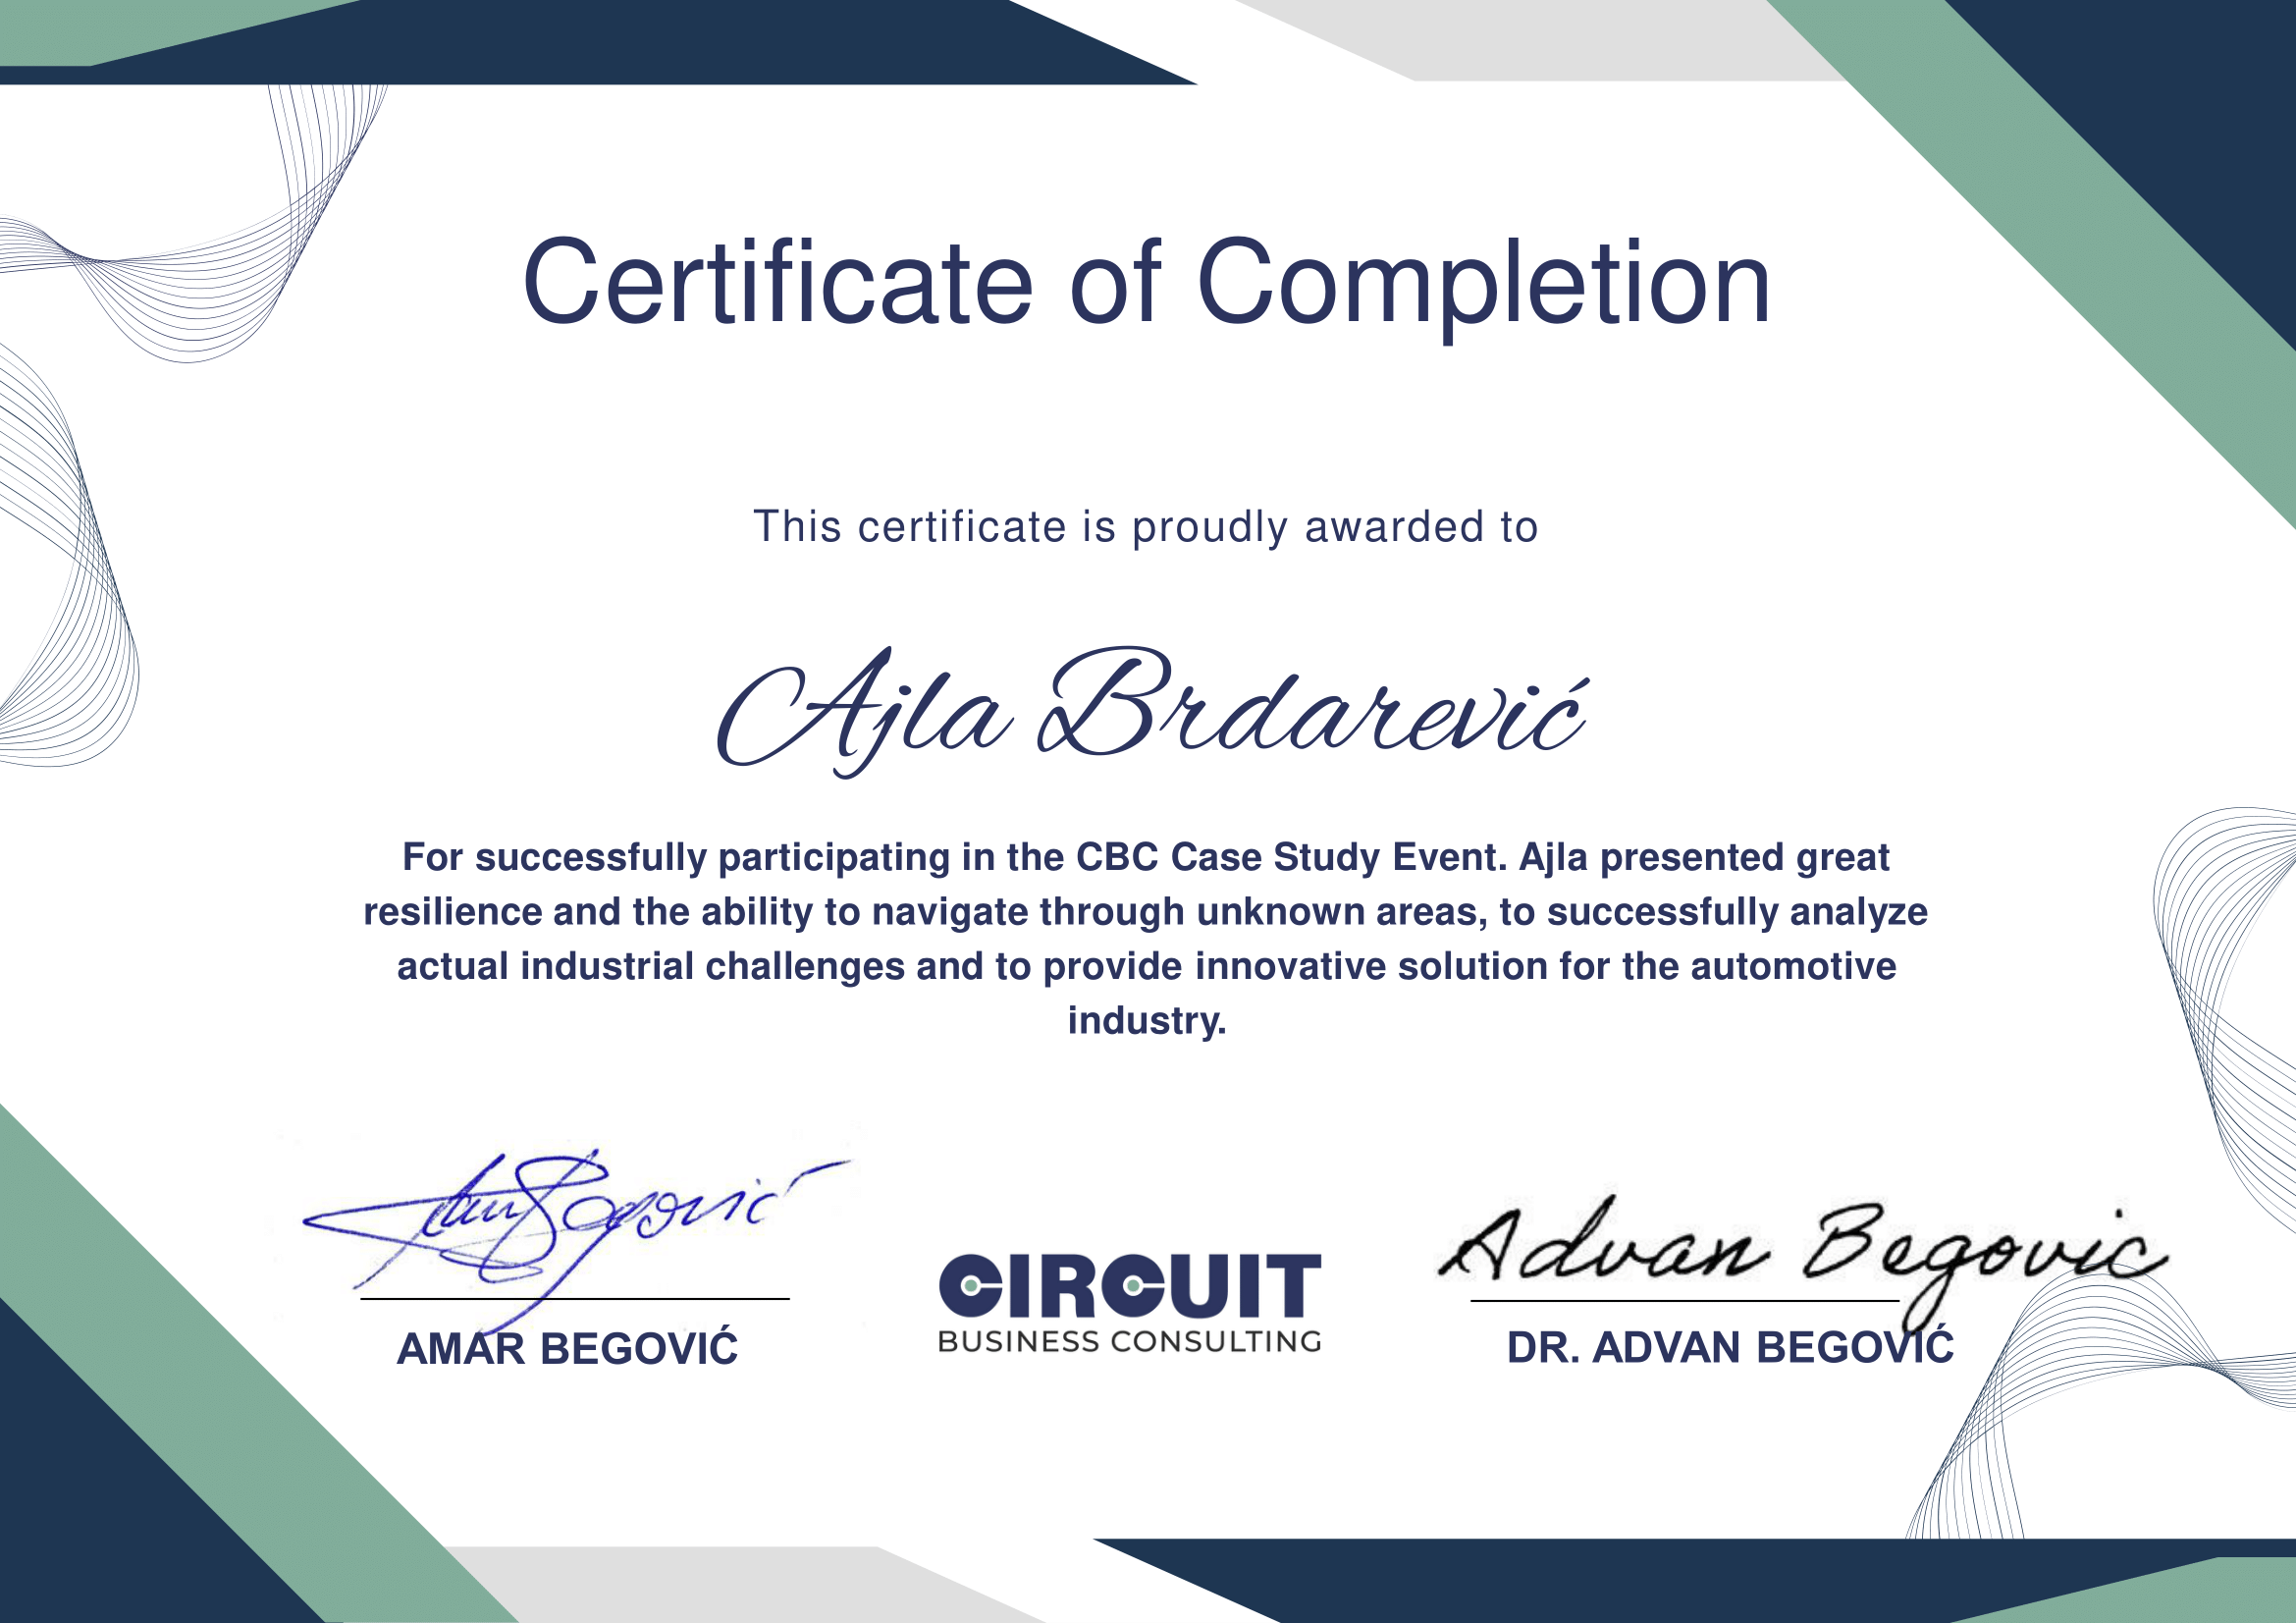 Certificate of Completion
This certificate is proudly awarded to
Ajla Brdarević
For successfully participating in the CBC Case Study Event. Ajla presented great
resilience and the ability to navigate through unknown areas, to successfully analyze
actual industrial challenges and to provide innovative solution for the automotive
industry.
Amar Begović
Advan Begovic
CIRCUIT
BUSINESS CONSULTING
AMAR BEGOVIĆ
DR. ADVAN BEGOVIĆ